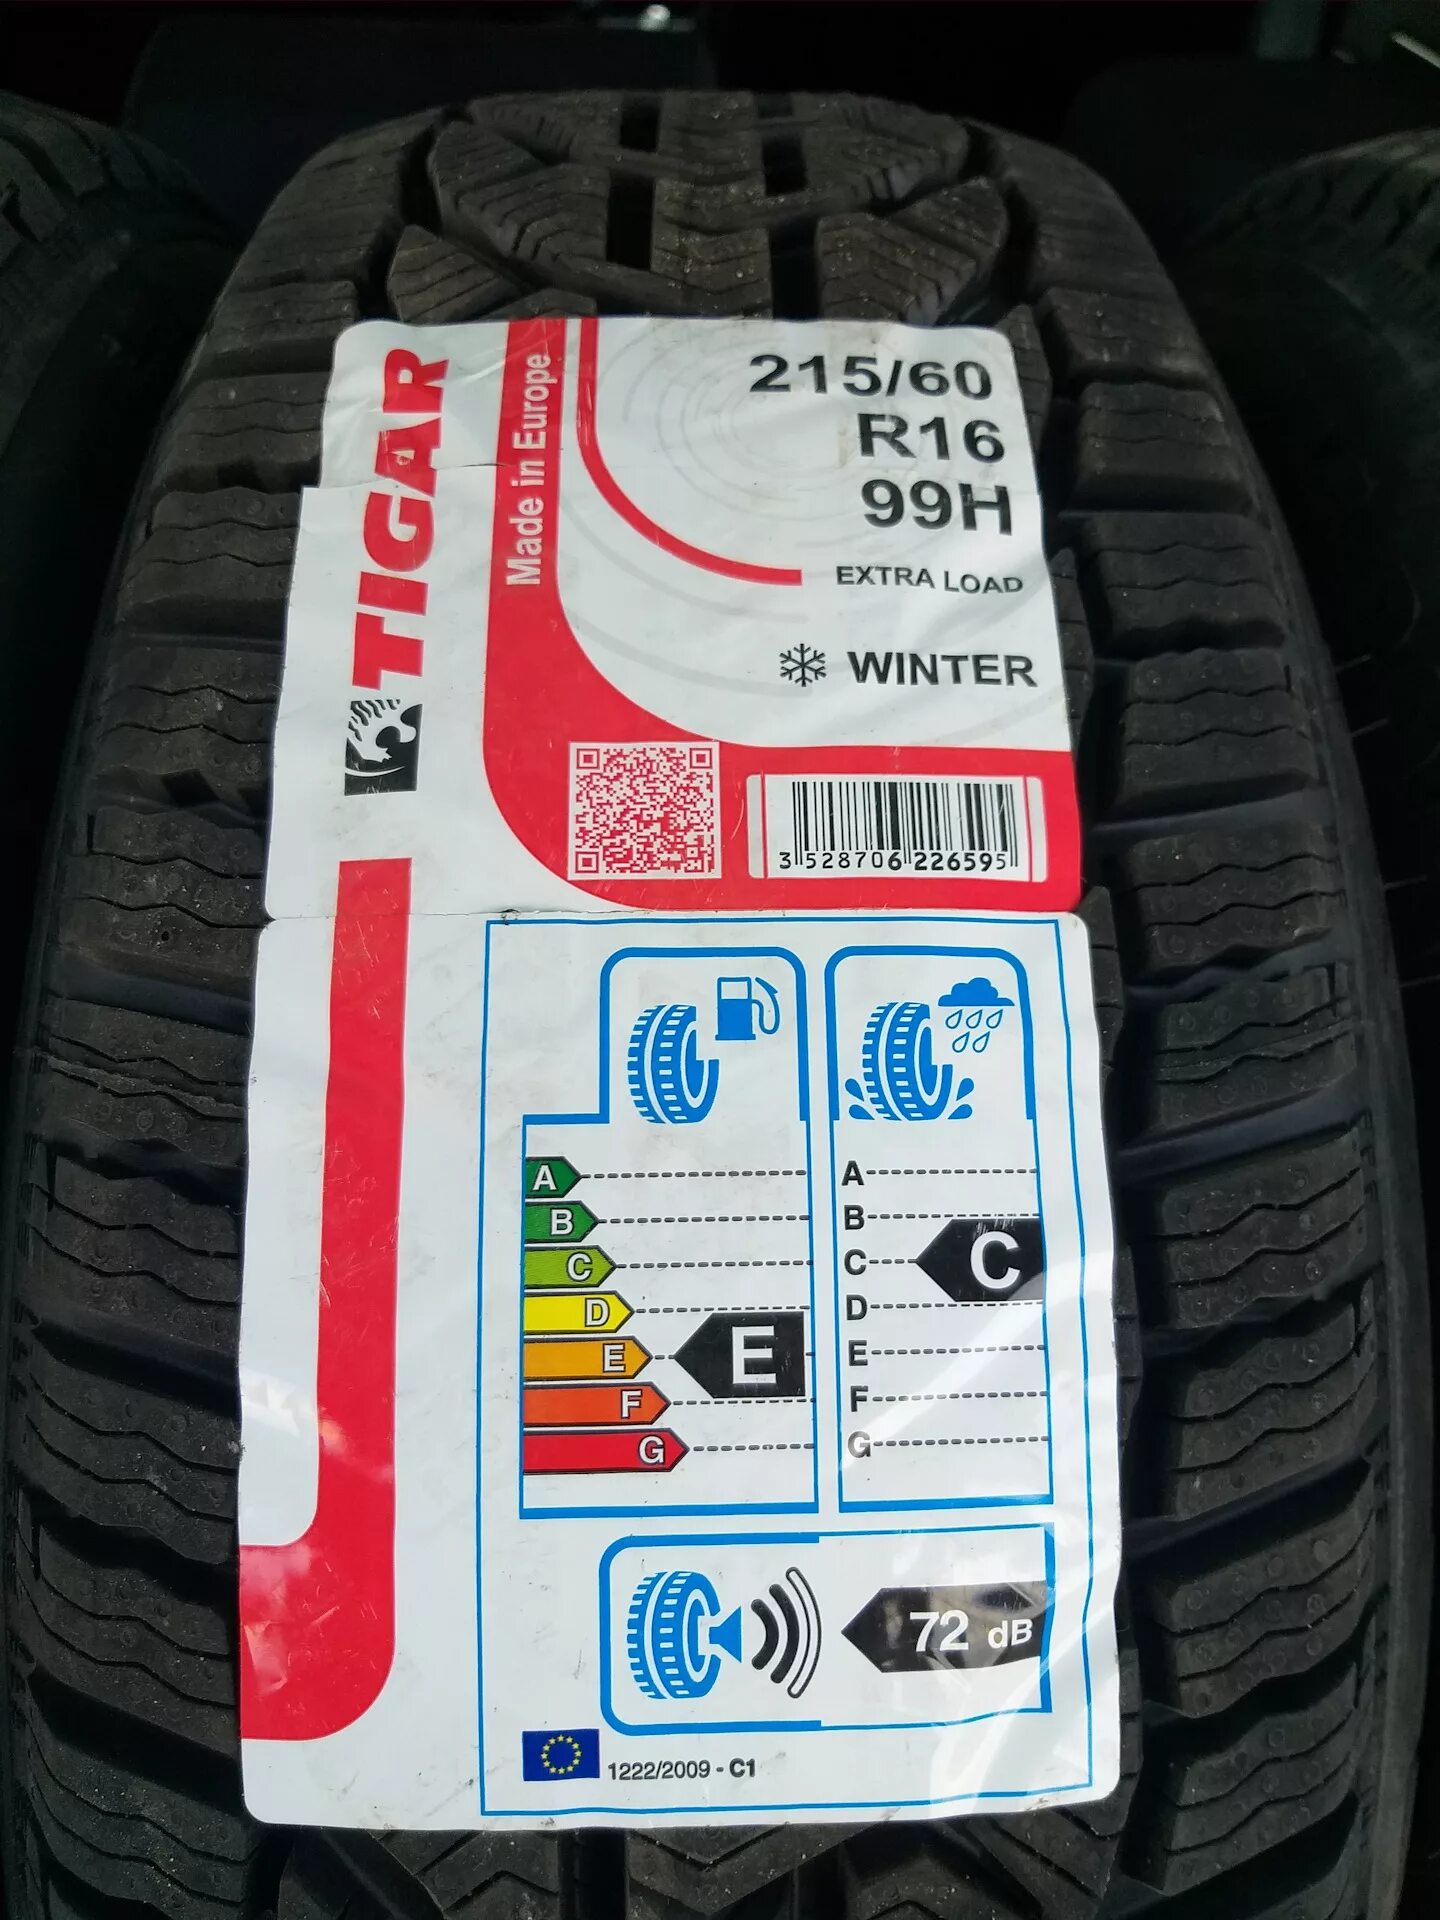 TIGAR
Made in Europe
215/60
R16
99H
EXTRA LOAD
WINTER
3 528706 226595
A
B
C
D
E
F
G
E
A
B
C
D
E
F
G
C
72 dB
1222/2009 - C1